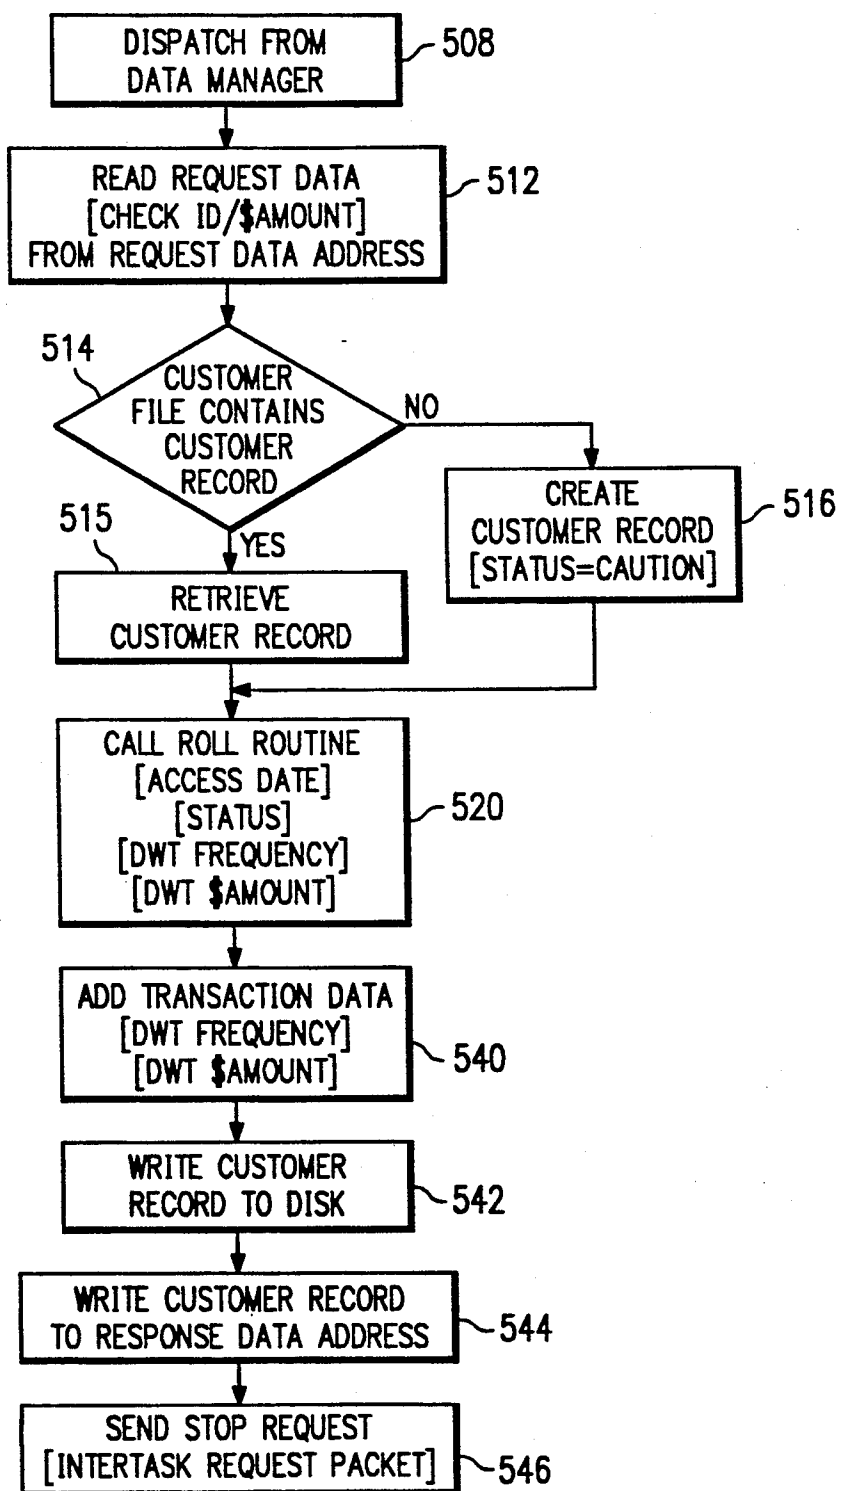 DISPATCH FROM
DATA MANAGER
508
READ REQUEST DATA
[CHECK ID/$AMOUNT]
FROM REQUEST DATA ADDRESS
512
514
CUSTOMER
FILE CONTAINS
CUSTOMER
RECORD
NO
YES
CREATE
CUSTOMER RECORD
[STATUS=CAUTION]
516
515
RETRIEVE
CUSTOMER RECORD
CALL ROLL ROUTINE
[ACCESS DATE]
[STATUS]
[DWT FREQUENCY]
[DWT $AMOUNT]
520
ADD TRANSACTION DATA
[DWT FREQUENCY]
[DWT $AMOUNT]
540
WRITE CUSTOMER
RECORD TO DISK
542
WRITE CUSTOMER RECORD
TO RESPONSE DATA ADDRESS
544
SEND STOP REQUEST
[INTERTASK REQUEST PACKET]
546